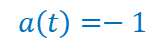 a(t) =− 1